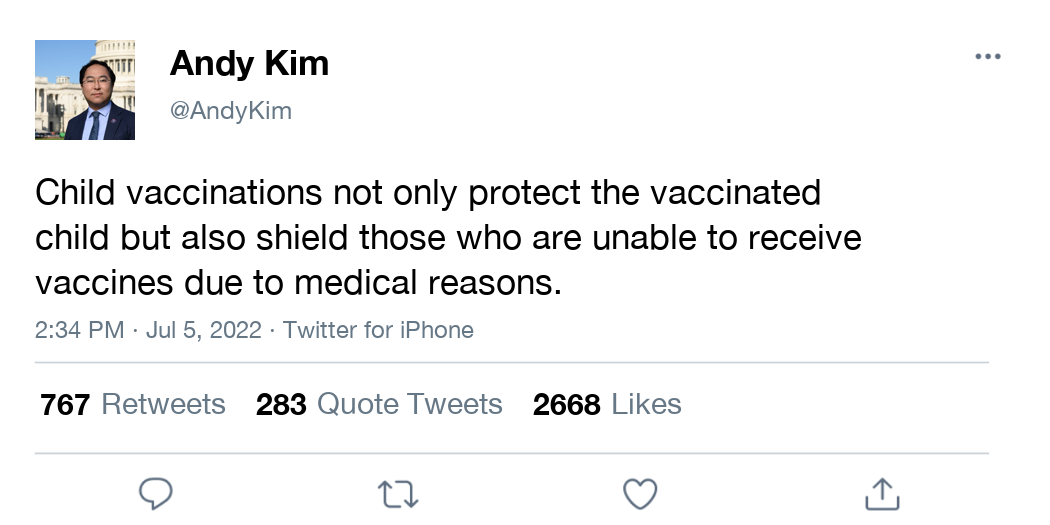 Andy Kim
@AndyKim
Child vaccinations not only protect the vaccinated
child but also shield those who are unable to receive
vaccines due to medical reasons.
2:34 PM · Jul 5, 2022 · Twitter for iPhone
767 Retweets 283 Quote Tweets 2668 Likes